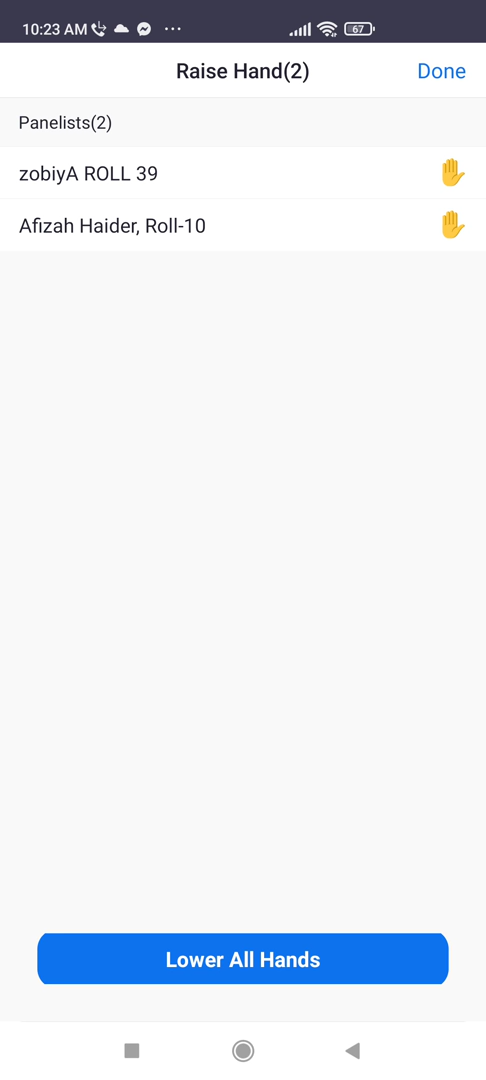 10:23 AM
67
Raise Hand(2)
Done
Panelists(2)
zobiyA ROLL 39
Afizah Haider, Roll-10
Lower All Hands